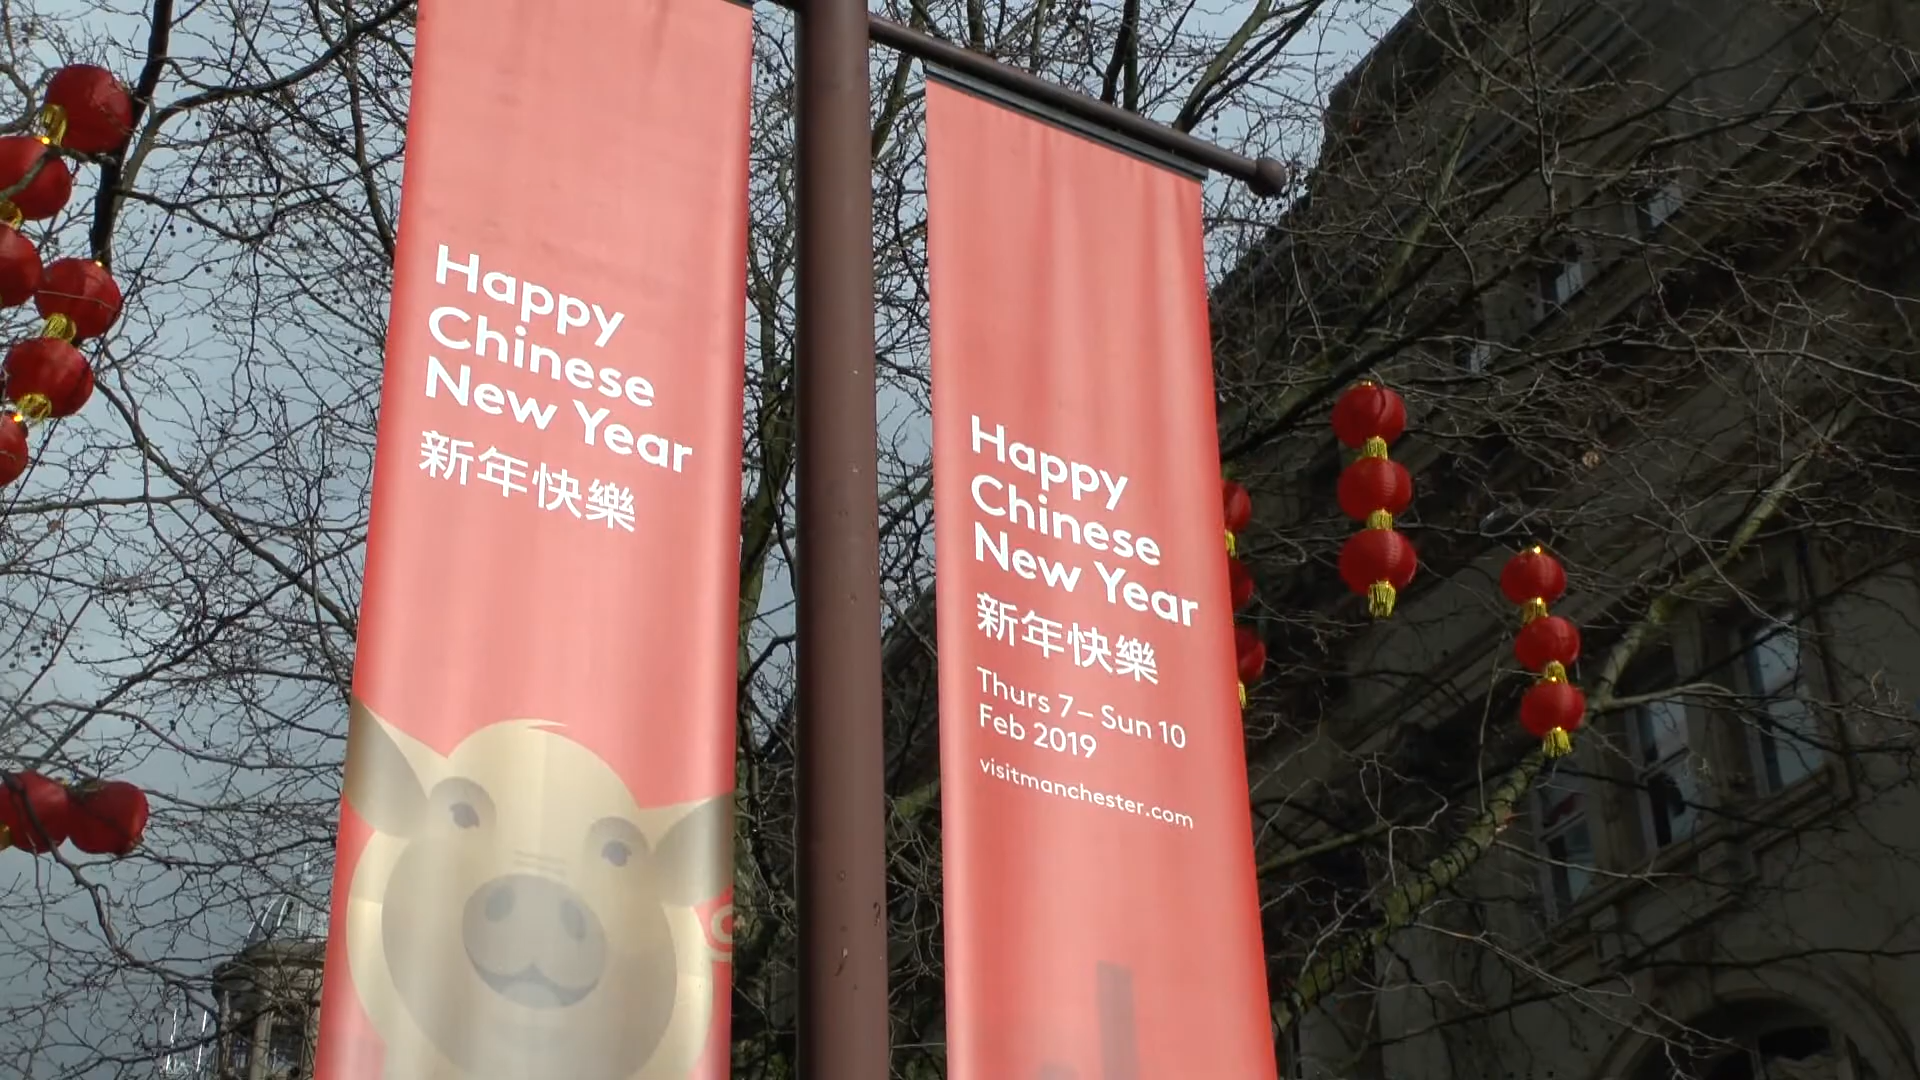 Happy
Chinese
New Year
新年快樂
Happy
Chinese
New Year
新年快樂
Thurs 7 – Sun 10
Feb 2019
visitmanchester.com